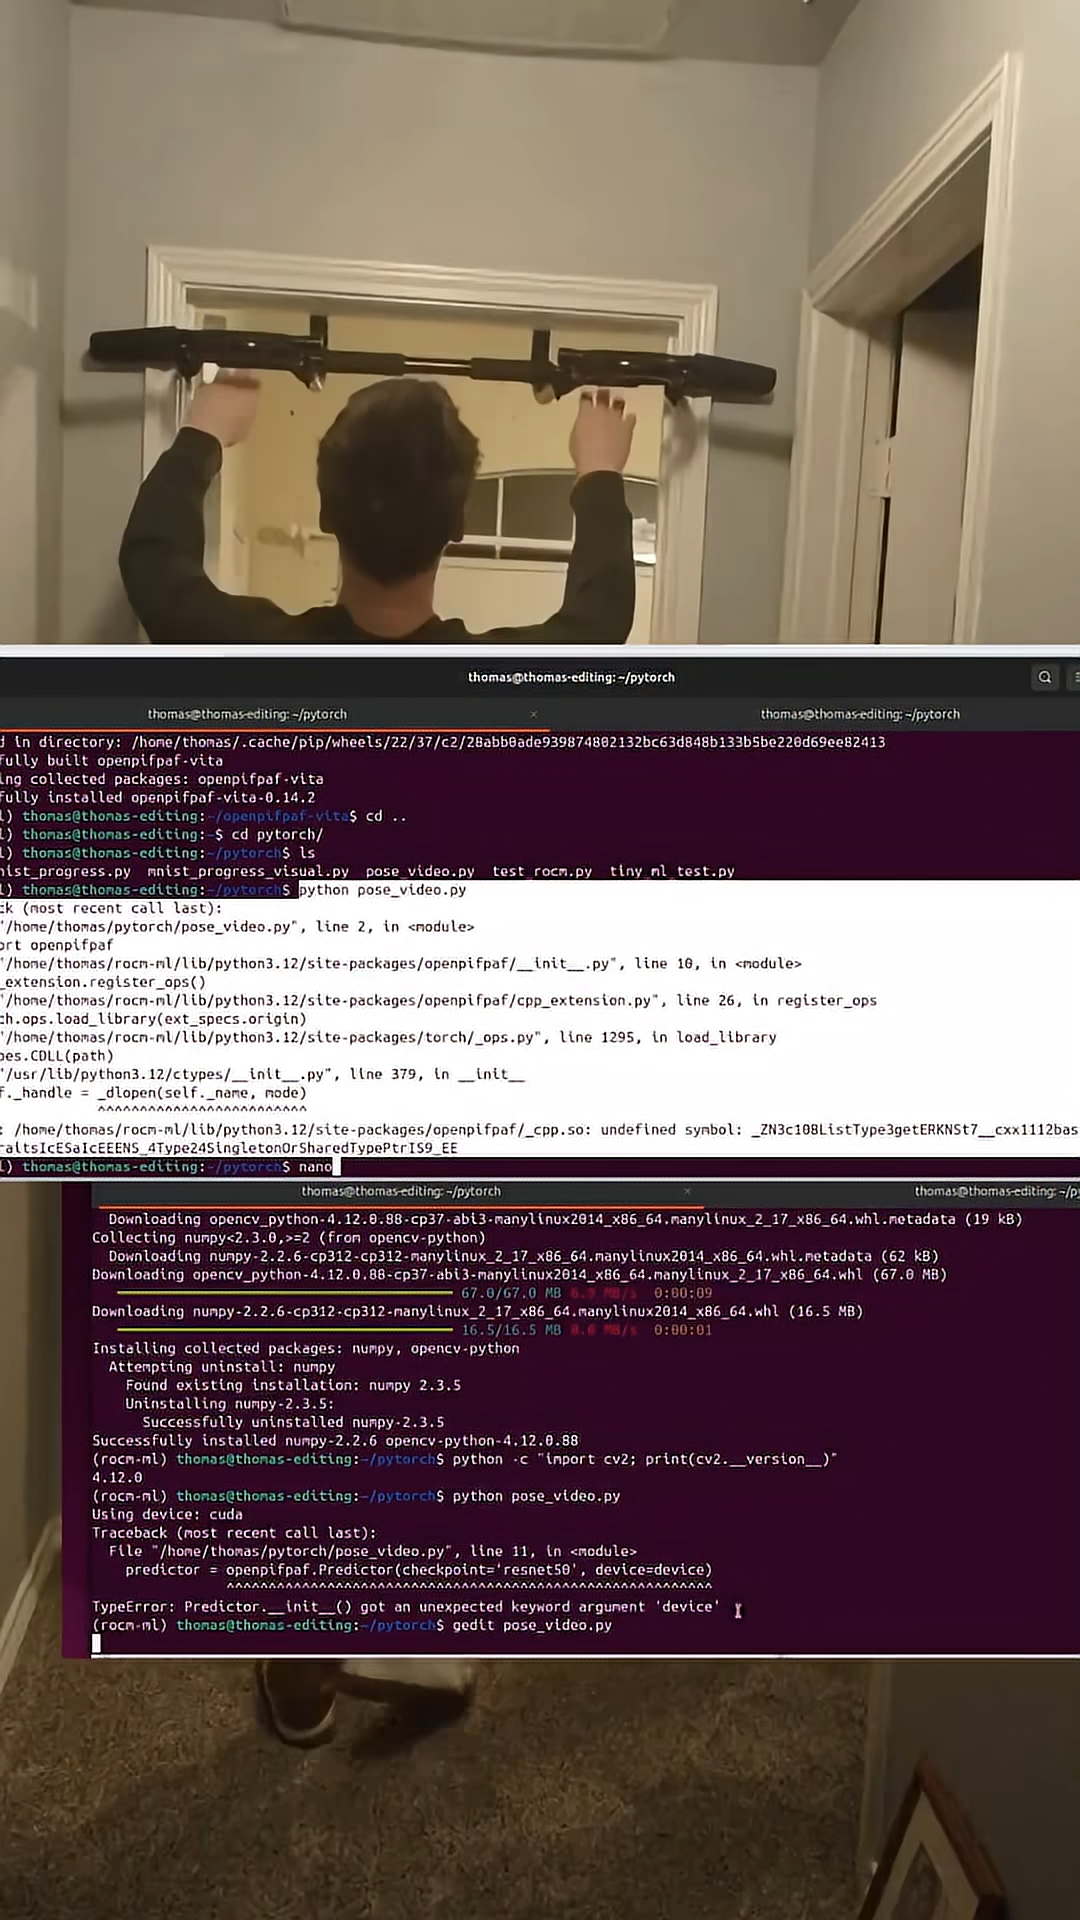 thomas@thomas-editing: ~/pytorch
thomas@thomas-editing: ~/pytorch × thomas@thomas-editing: ~/pytorch
d in directory: /home/thomas/.cache/pip/wheels/22/37/c2/28abb0ade939874802132bc63d848b133b5be220d69ee82413
fully built openpifpaf-vita
ing collected packages: openpifpaf-vita
fully installed openpifpaf-vita-0.14.2
l) thomas@thomas-editing:~/openpifpaf-vita$ cd ..
l) thomas@thomas-editing:~$ cd pytorch/
l) thomas@thomas-editing:~/pytorch$ ls
nist_progress.py mnist_progress_visual.py pose_video.py test_rocm.py tiny_ml_test.py
l) thomas@thomas-editing:~/pytorch$ python pose_video.py
ck (most recent call last):
"/home/thomas/pytorch/pose_video.py", line 2, in <module>
ort openpifpaf
"/home/thomas/rocm-ml/lib/python3.12/site-packages/openpifpaf/__init__.py", line 10, in <module>
_extension.register_ops()
"/home/thomas/rocm-ml/lib/python3.12/site-packages/openpifpaf/cpp_extension.py", line 26, in register_ops
ch.ops.load_library(ext_specs.origin)
"/home/thomas/rocm-ml/lib/python3.12/site-packages/torch/_ops.py", line 1295, in load_library
pes.CDLL(path)
"/usr/lib/python3.12/ctypes/__init__.py", line 379, in __init__
f._handle = _dlopen(self._name, mode)
^^^^^^^^^^^^^^^^^^^^^^^^^
: /home/thomas/rocm-ml/lib/python3.12/site-packages/openpifpaf/_cpp.so: undefined symbol: _ZN3c108ListType3getERKNSt7__cxx1112bas
raitsIcESaIcEEENS_4Type24SingletonOrSharedTypePtrIS9_EE
l) thomas@thomas-editing:~/pytorch$ nano
thomas@thomas-editing: ~/pytorch × thomas@thomas-editing: ~/py
Downloading opencv_python-4.12.0.88-cp37-abi3-manylinux2014_x86_64.manylinux_2_17_x86_64.whl.metadata (19 kB)
Collecting numpy<2.3.0,>=2 (from opencv-python)
Downloading numpy-2.2.6-cp312-cp312-manylinux_2_17_x86_64.manylinux2014_x86_64.whl.metadata (62 kB)
Downloading opencv_python-4.12.0.88-cp37-abi3-manylinux2014_x86_64.manylinux_2_17_x86_64.whl (67.0 MB)
67.0/67.0 MB 0:00:09
Downloading numpy-2.2.6-cp312-cp312-manylinux_2_17_x86_64.manylinux2014_x86_64.whl (16.5 MB)
16.5/16.5 MB 0:00:01
Installing collected packages: numpy, opencv-python
Attempting uninstall: numpy
Found existing installation: numpy 2.3.5
Uninstalling numpy-2.3.5:
Successfully uninstalled numpy-2.3.5
Successfully installed numpy-2.2.6 opencv-python-4.12.0.88
(rocm-ml) thomas@thomas-editing:~/pytorch$ python -c "import cv2; print(cv2.__version__)"
4.12.0
(rocm-ml) thomas@thomas-editing:~/pytorch$ python pose_video.py
Using device: cuda
Traceback (most recent call last):
File "/home/thomas/pytorch/pose_video.py", line 11, in <module>
predictor = openpifpaf.Predictor(checkpoint='resnet50', device=device)
^^^^^^^^^^^^^^^^^^^^^^^^^^^^^^^^^^^^^^^^^^^^^^^^^^^^^^^^^^
TypeError: Predictor.__init__() got an unexpected keyword argument 'device'
(rocm-ml) thomas@thomas-editing:~/pytorch$ gedit pose_video.py